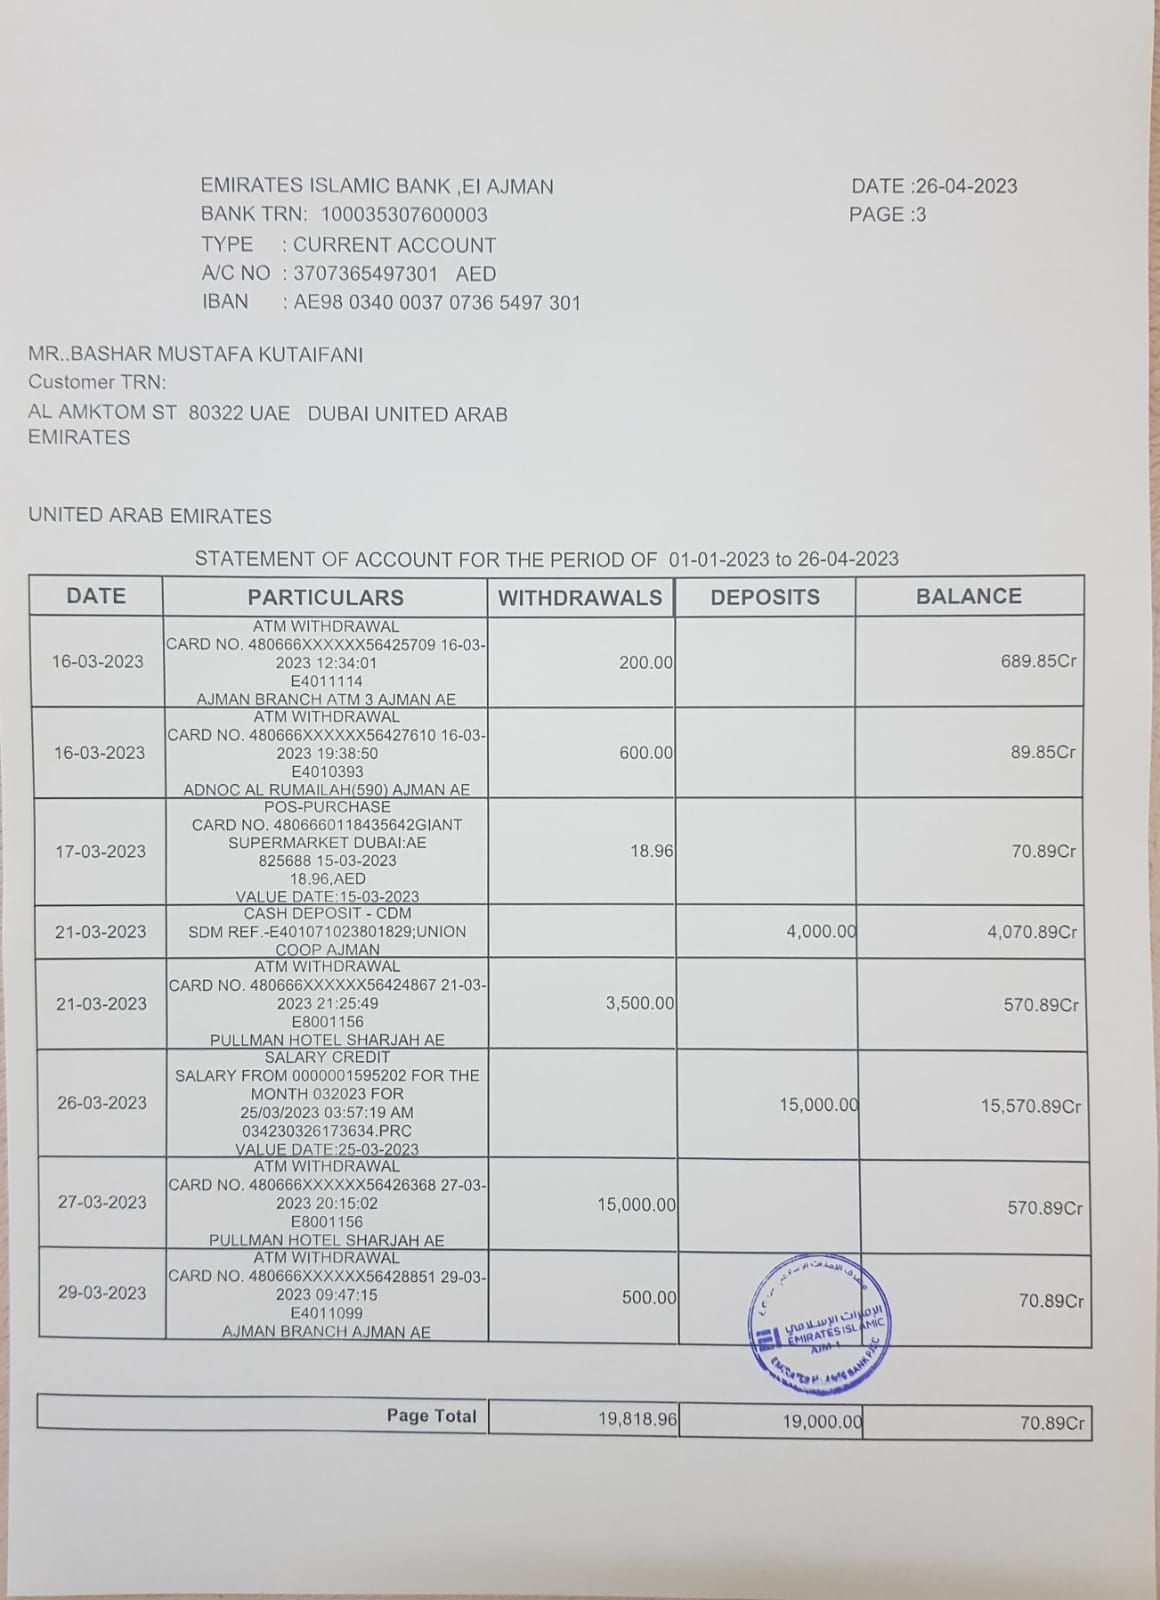 EMIRATES ISLAMIC BANK ,EI AJMAN
DATE :26-04-2023
BANK TRN: 100035307600003
PAGE :3
TYPE : CURRENT ACCOUNT
A/C NO : 3707365497301 AED
IBAN : AE98 0340 0037 0736 5497 301
MR..BASHAR MUSTAFA KUTAIFANI
Customer TRN:
AL AMKTOM ST 80322 UAE DUBAI UNITED ARAB
EMIRATES
UNITED ARAB EMIRATES
STATEMENT OF ACCOUNT FOR THE PERIOD OF 01-01-2023 to 26-04-2023
DATE PARTICULARS WITHDRAWALS DEPOSITS BALANCE
ATM WITHDRAWAL
CARD NO. 480666XXXXXX56425709 16-03-
16-03-2023 2023 12:34:01 200.00 689.85Cr
E4011114
AJMAN BRANCH ATM 3 AJMAN AE
ATM WITHDRAWAL
CARD NO. 480666XXXXXX56427610 16-03-
16-03-2023 2023 19:38:50 600.00 89.85Cr
E4010393
ADNOC AL RUMAILAH(590) AJMAN AE
POS-PURCHASE
CARD NO. 4806660118435642GIANT
SUPERMARKET DUBAI:AE
17-03-2023 825688 15-03-2023 18.96 70.89Cr
18.96,AED
VALUE DATE:15-03-2023
CASH DEPOSIT - CDM
21-03-2023 SDM REF.-E401071023801829;UNION 4,000.00 4,070.89Cr
COOP AJMAN
ATM WITHDRAWAL
CARD NO. 480666XXXXXX56424867 21-03-
21-03-2023 2023 21:25:49 3,500.00 570.89Cr
E8001156
PULLMAN HOTEL SHARJAH AE
SALARY CREDIT
SALARY FROM 0000001595202 FOR THE
MONTH 032023 FOR
26-03-2023 25/03/2023 03:57:19 AM 15,000.00 15,570.89Cr
034230326173634.PRC
VALUE DATE:25-03-2023
ATM WITHDRAWAL
CARD NO. 480666XXXXXX56426368 27-03-
27-03-2023 2023 20:15:02 15,000.00 570.89Cr
E8001156
PULLMAN HOTEL SHARJAH AE
ATM WITHDRAWAL
CARD NO. 480666XXXXXX56428851 29-03-
29-03-2023 2023 09:47:15 500.00 70.89Cr
E4011099
AJMAN BRANCH AJMAN AE
الإمارات الإسلامي
EMIRATES ISLAMIC
AJM-1
BANK PJSC
Page Total 19,818.96 19,000.00 70.89Cr